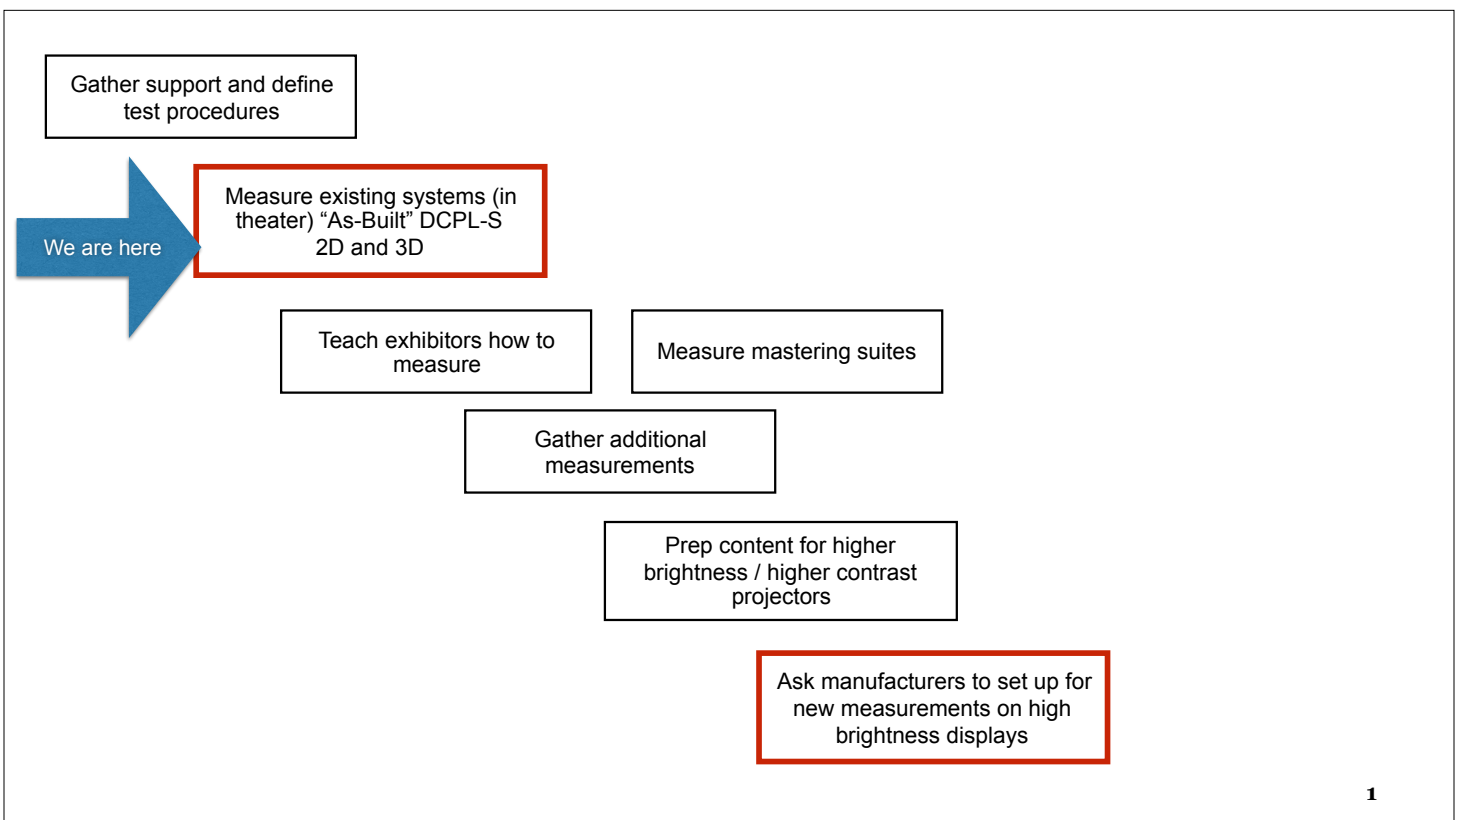 Gather support and define
test procedures
We are here
Measure existing systems (in
theater) “As-Built” DCPL-S
2D and 3D
Teach exhibitors how to
measure
Measure mastering suites
Gather additional
measurements
Prep content for higher
brightness / higher contrast
projectors
Ask manufacturers to set up for
new measurements on high
brightness displays
1